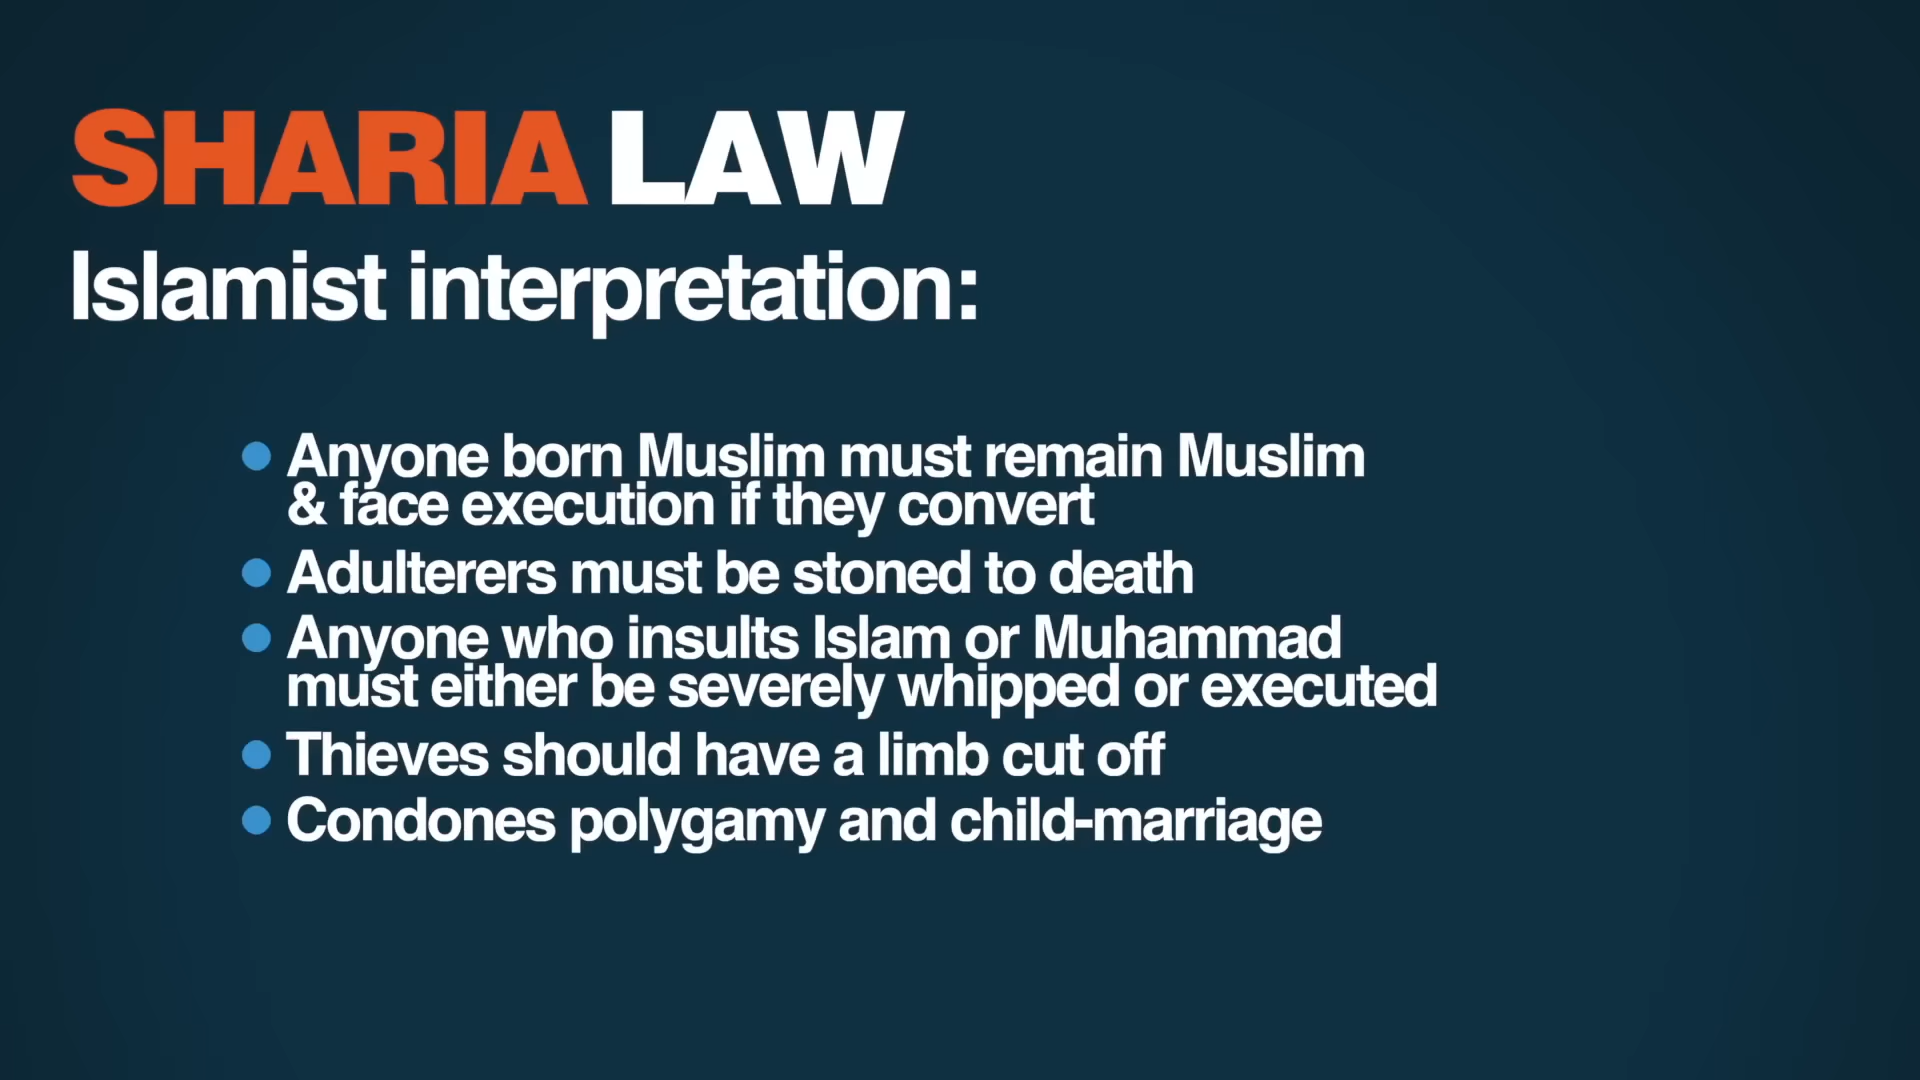 SHARIA LAW
Islamist interpretation:
● Anyone born Muslim must remain Muslim
& face execution if they convert
● Adulterers must be stoned to death
● Anyone who insults Islam or Muhammad
must either be severely whipped or executed
● Thieves should have a limb cut off
● Condones polygamy and child-marriage